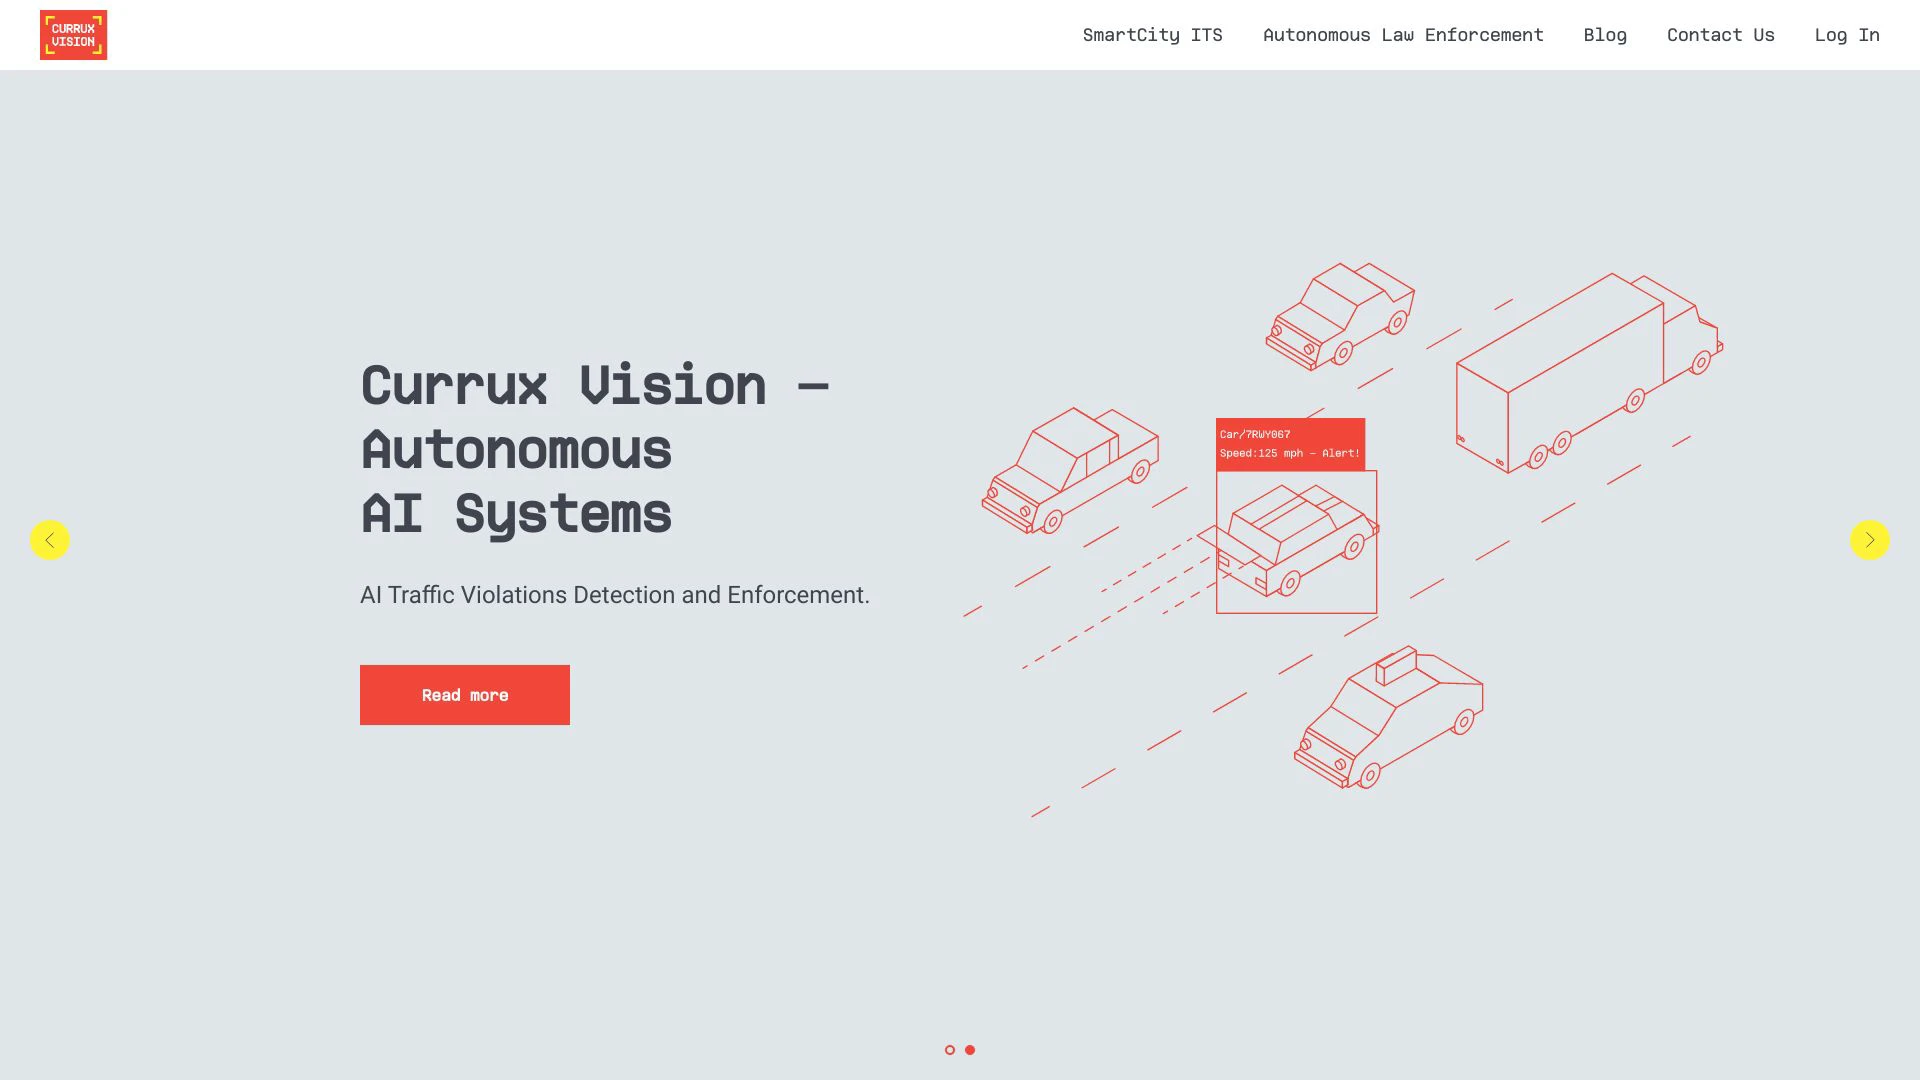 CURRUX
VISION
SmartCity ITS
Autonomous Law Enforcement
Blog
Contact Us
Log In
Currux Vision —
Autonomous
AI Systems
AI Traffic Violations Detection and Enforcement.
Read more
Car/7RWY067
Speed:125 mph — Alert!